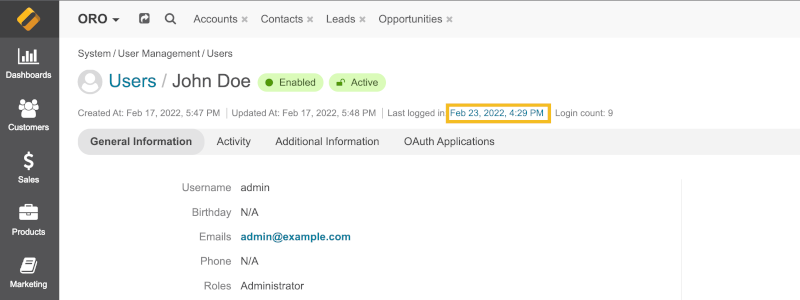 ORO
Accounts × Contacts × Leads × Opportunities ×
Dashboards
Customers
Sales
Products
Marketing
System / User Management / Users
Users / John Doe Enabled Active
Created At: Feb 17, 2022, 5:47 PM Updated At: Feb 17, 2022, 5:48 PM Last logged in: Feb 23, 2022, 4:29 PM Login count: 9
General Information Activity Additional Information OAuth Applications
Username admin
Birthday N/A
Emails admin@example.com
Phone N/A
Roles Administrator